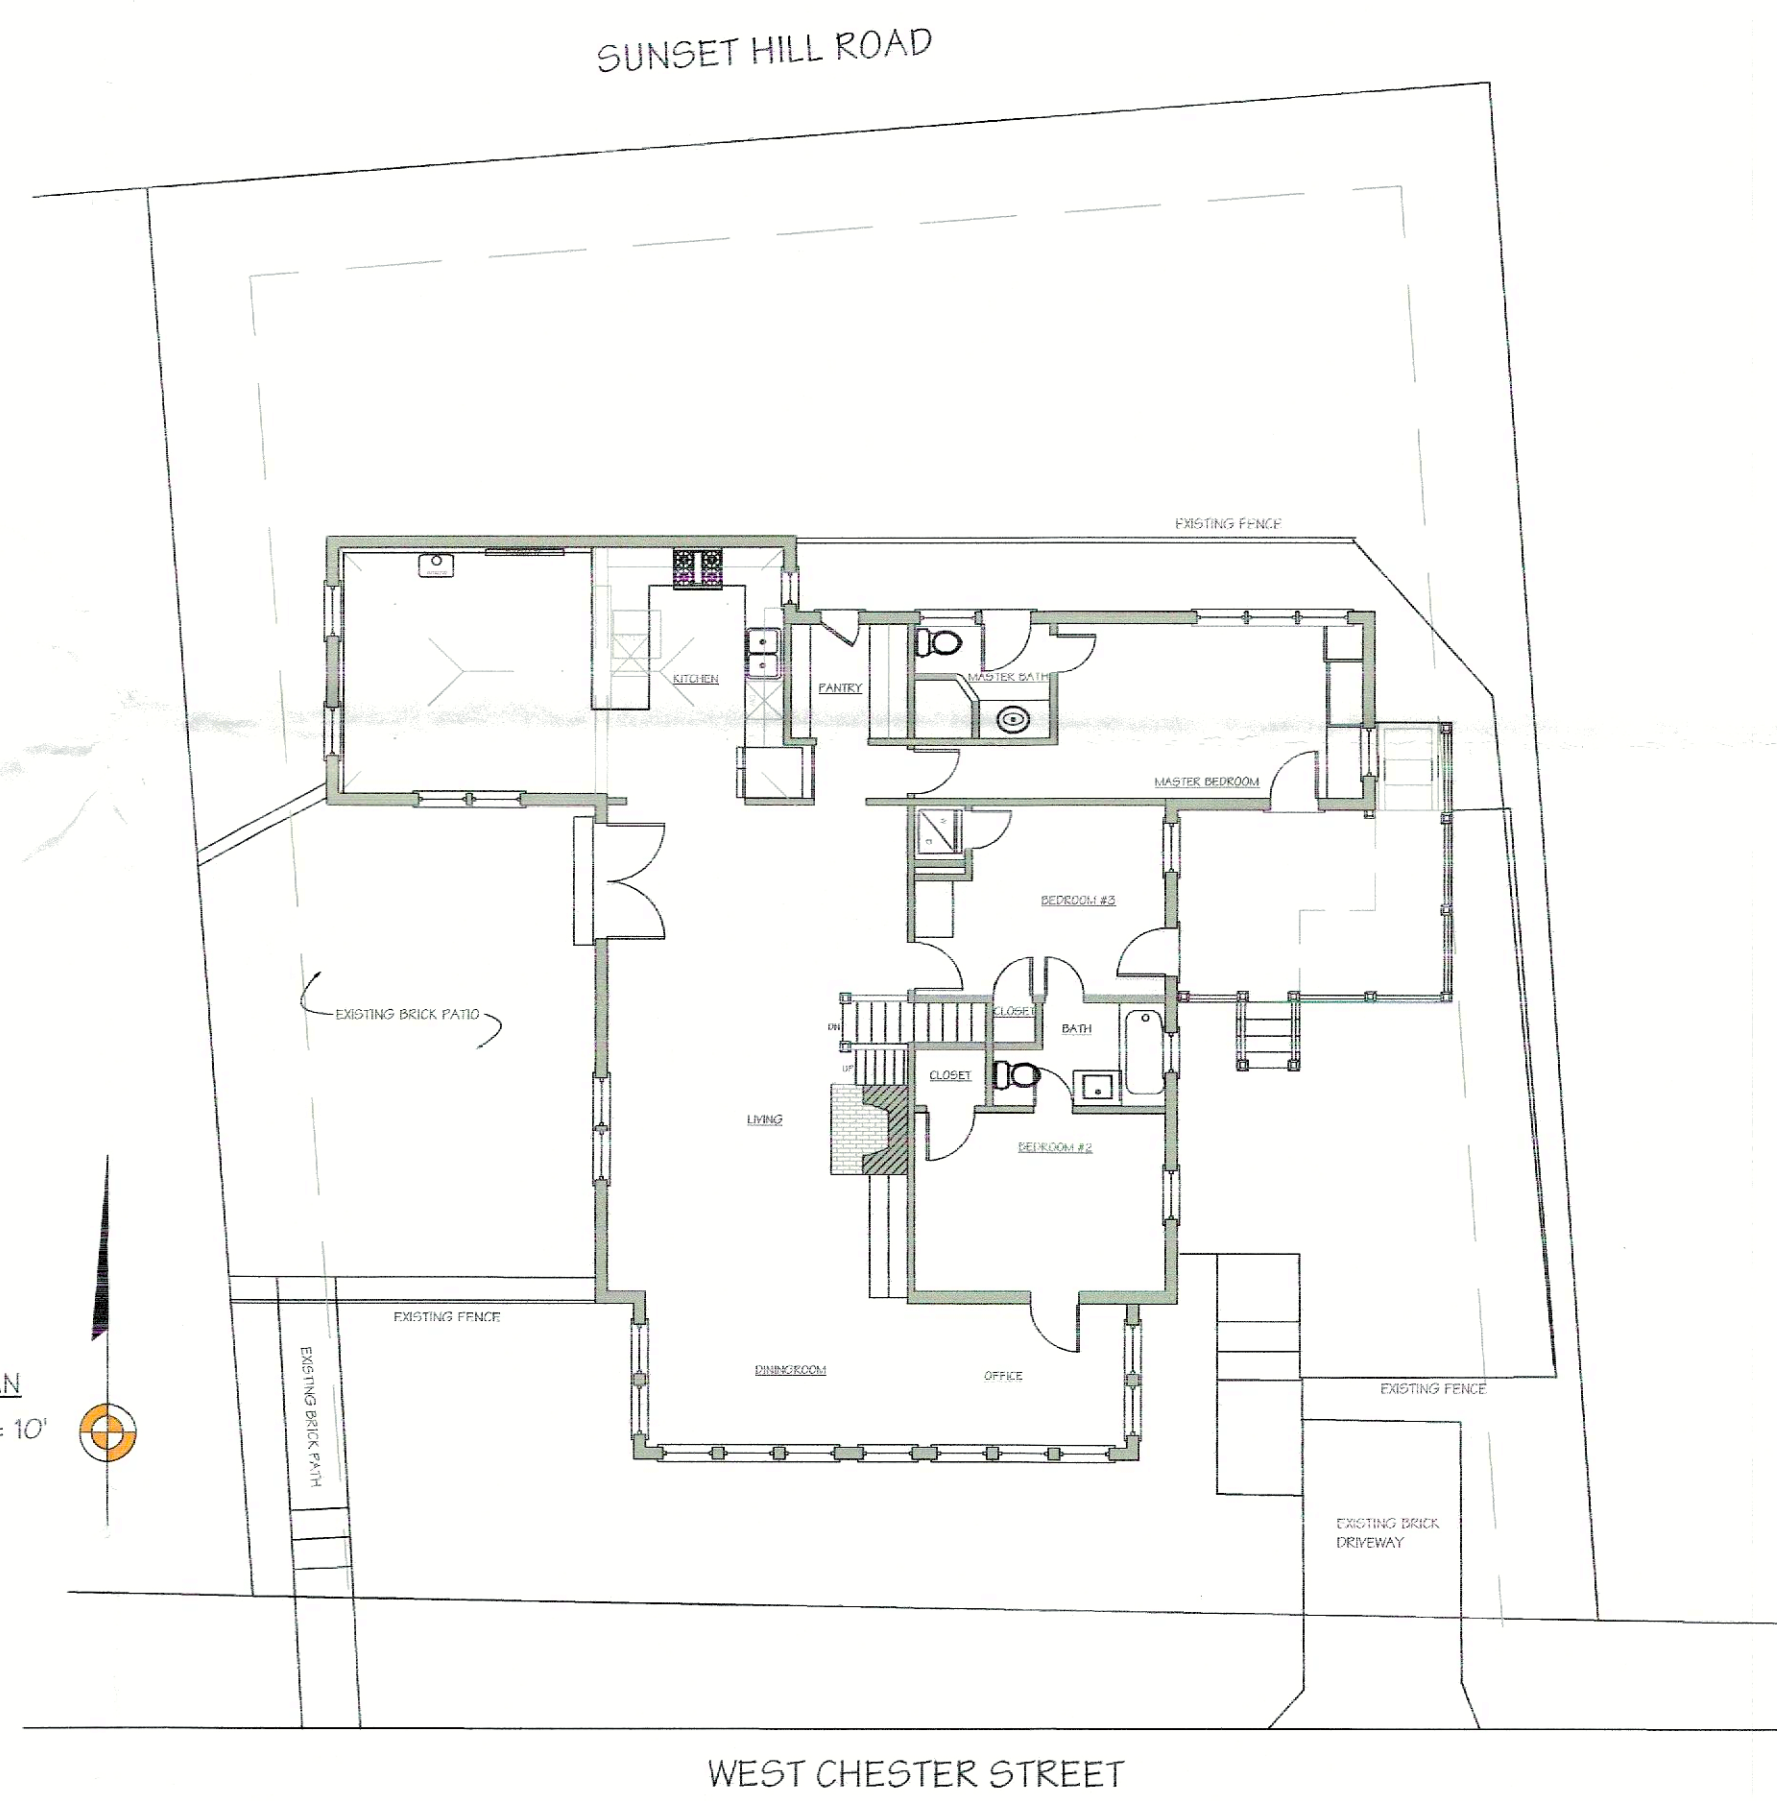 SUNSET HILL ROAD
EXISTING FENCE
KITCHEN
PANTRY
MASTER BATH
MASTER BEDROOM
BEDROOM #3
EXISTING BRICK PATIO
DN
CLOSET
BATH
UP
CLOSET
LIVING
BEDROOM #2
EXISTING FENCE
EXISTING BRICK PATH
DININGROOM
OFFICE
EXISTING FENCE
= 10'
EXISTING BRICK
DRIVEWAY
WEST CHESTER STREET